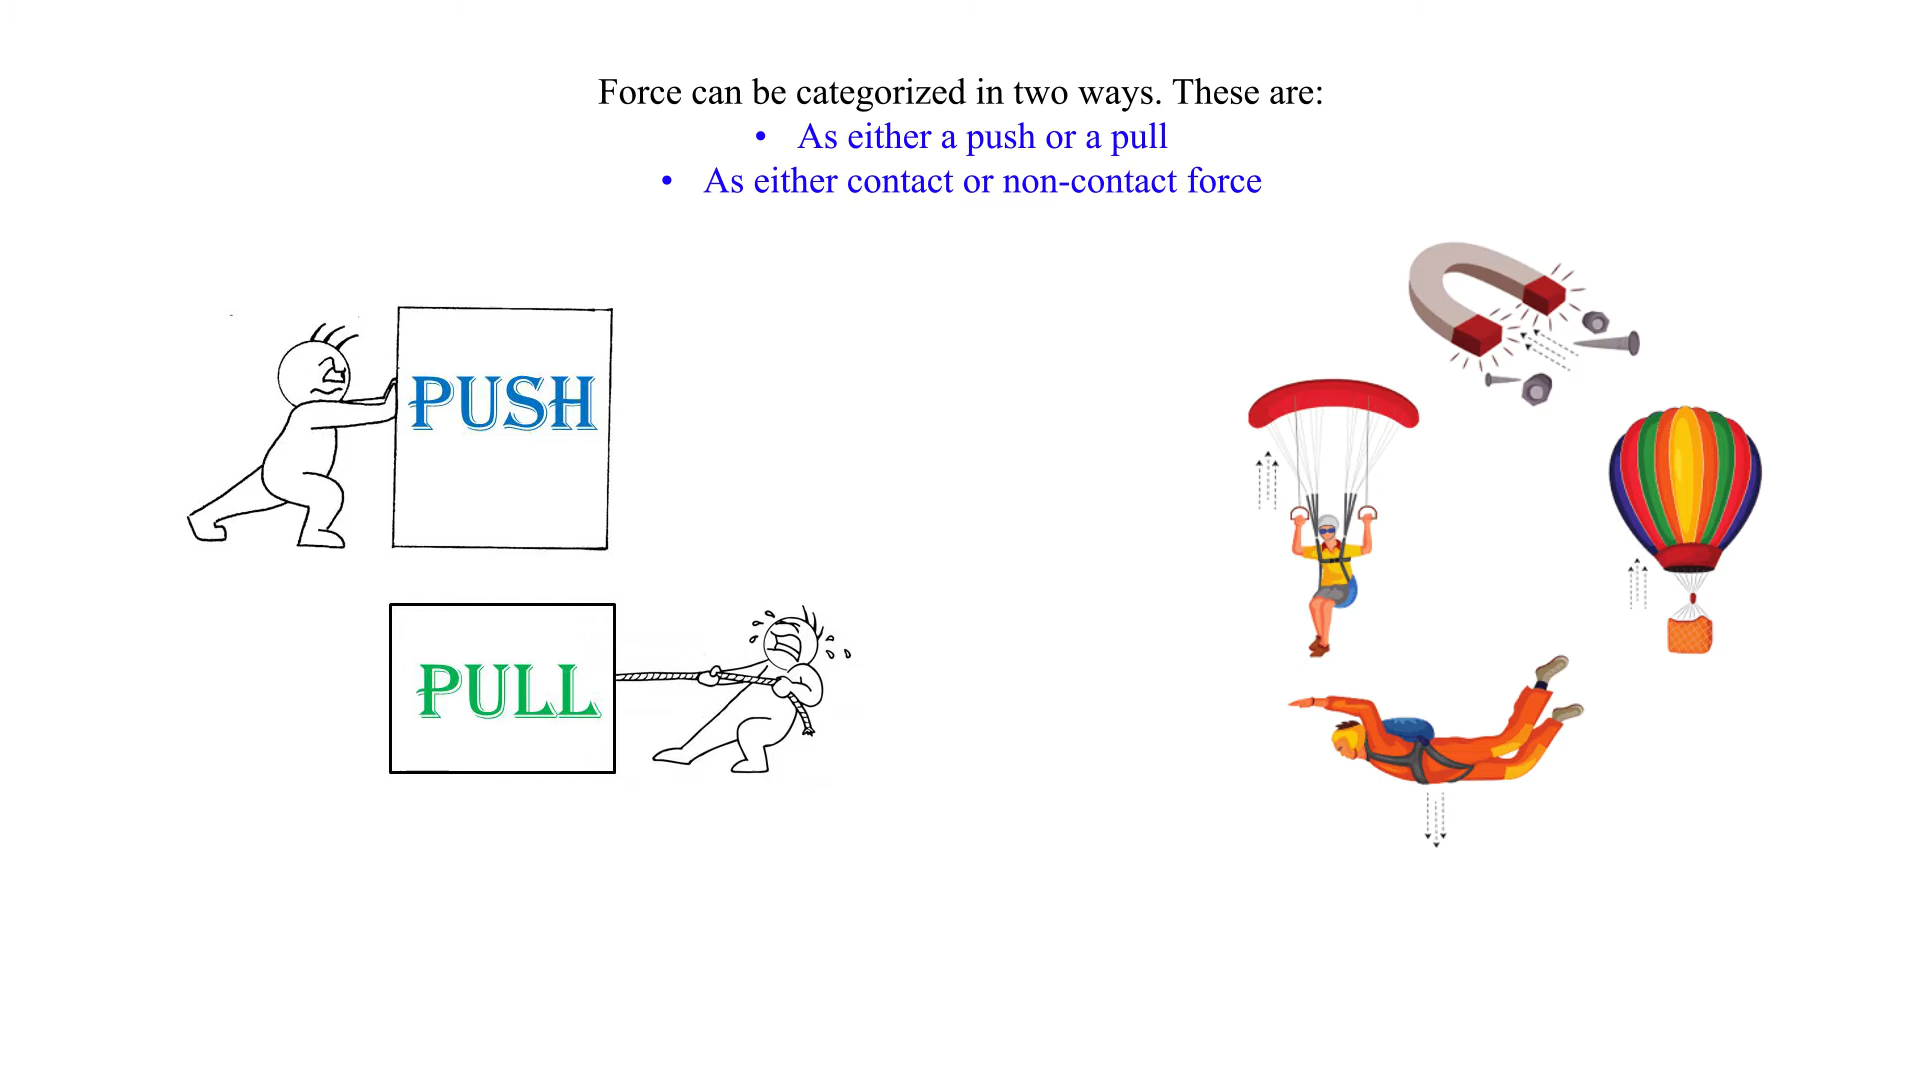 Force can be categorized in two ways. These are:
• As either a push or a pull
• As either contact or non-contact force
PUSH
PULL